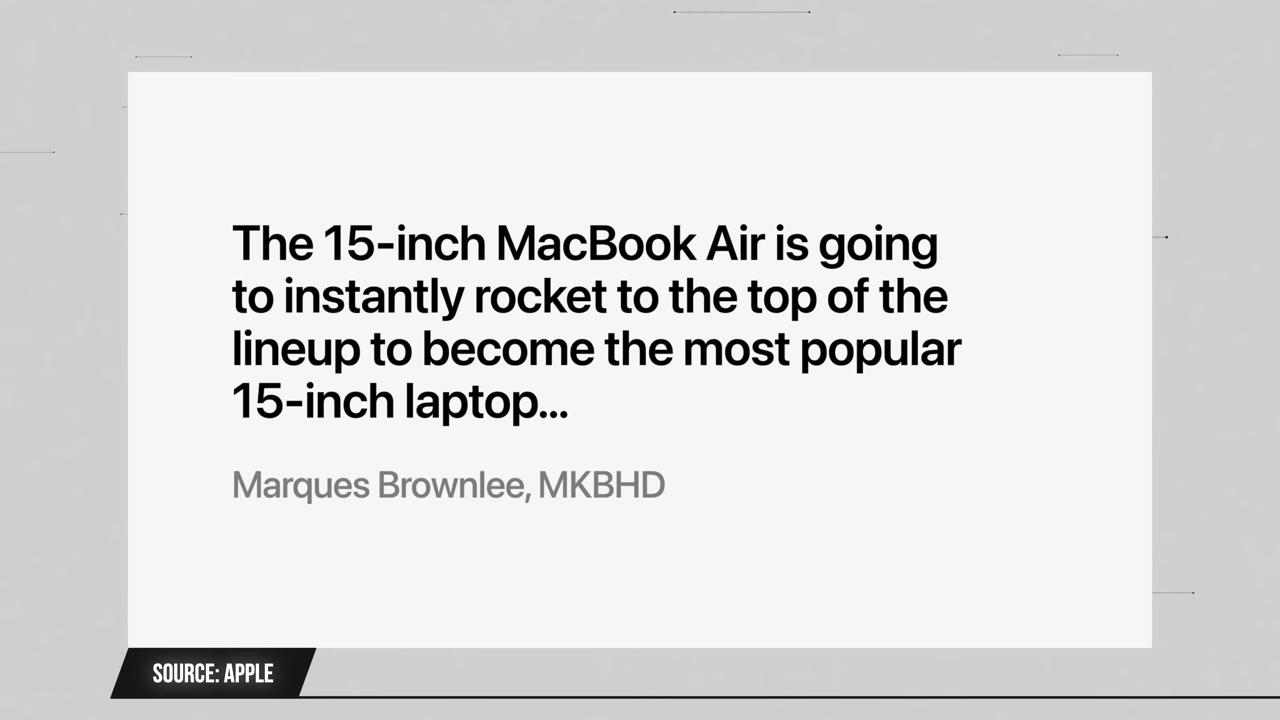 The 15-inch MacBook Air is going
to instantly rocket to the top of the
lineup to become the most popular
15-inch laptop...
Marques Brownlee, MKBHD
SOURCE: APPLE